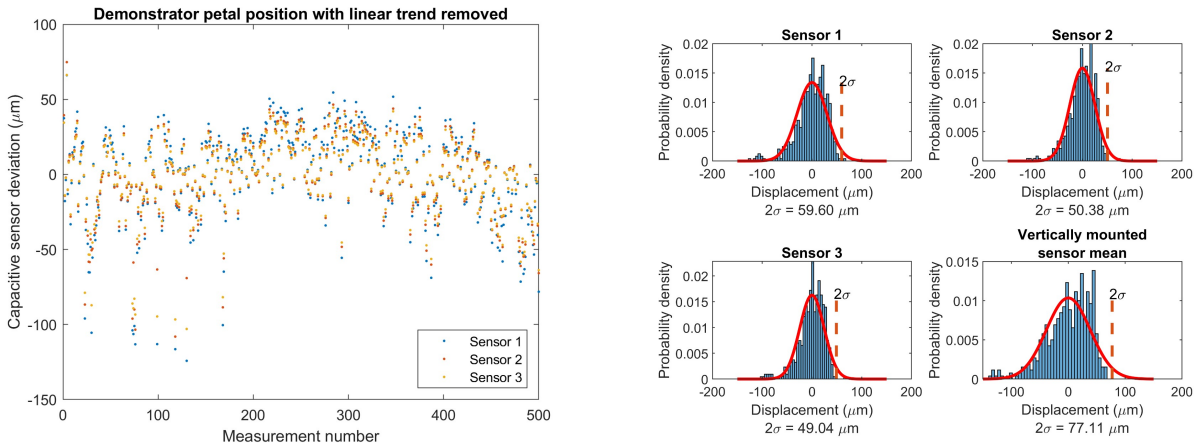 Demonstrator petal position with linear trend removed
100
50
0
-50
-100
-150
Capacitive sensor deviation (μm)
0
100
200
300
400
500
Measurement number
Sensor 1
Sensor 2
Sensor 3
Sensor 1
0.02
0.015
0.01
0.005
0
Probability density
2σ
-200
-100
0
100
200
Displacement (μm)
2σ = 59.60 μm
Sensor 2
0.02
0.015
0.01
0.005
0
Probability density
2σ
-200
-100
0
100
200
Displacement (μm)
2σ = 50.38 μm
Sensor 3
0.02
0.015
0.01
0.005
0
Probability density
2σ
-200
-100
0
100
200
Displacement (μm)
2σ = 49.04 μm
Vertically mounted
sensor mean
0.015
0.01
0.005
0
Probability density
2σ
-100
0
100
200
Displacement (μm)
2σ = 77.11 μm